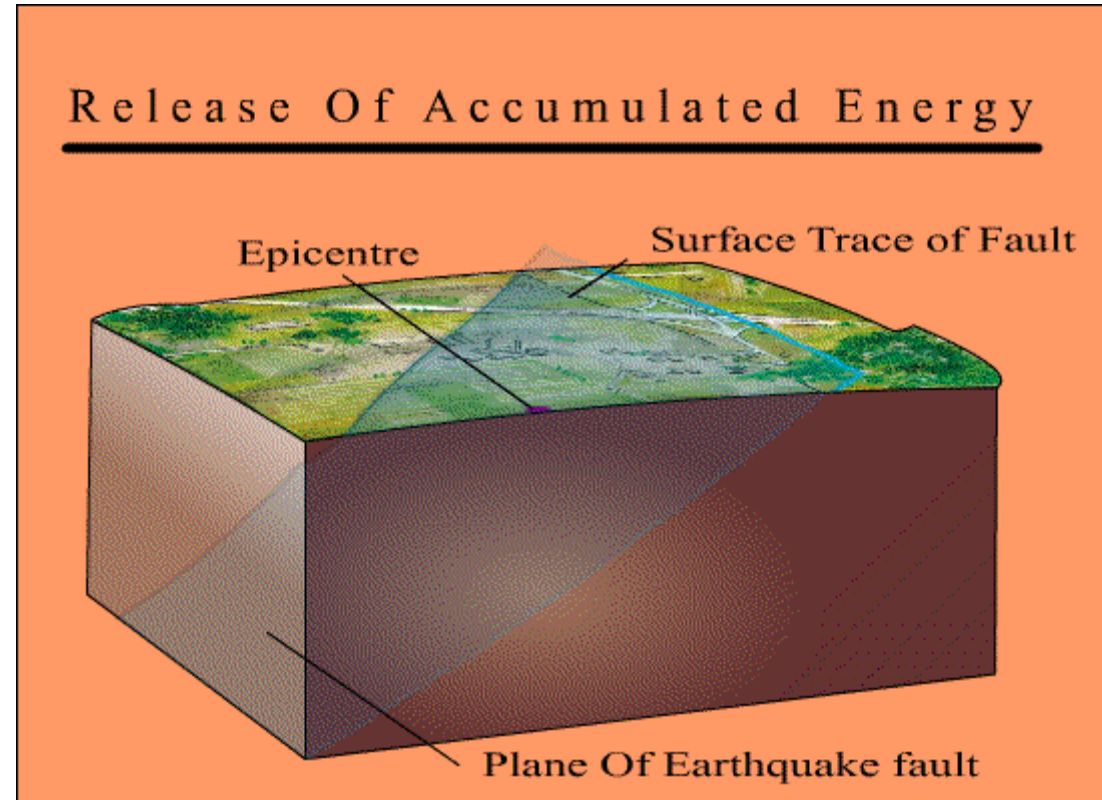 Release Of Accumulated Energy
Epicentre
Surface Trace of Fault
Plane Of Earthquake fault